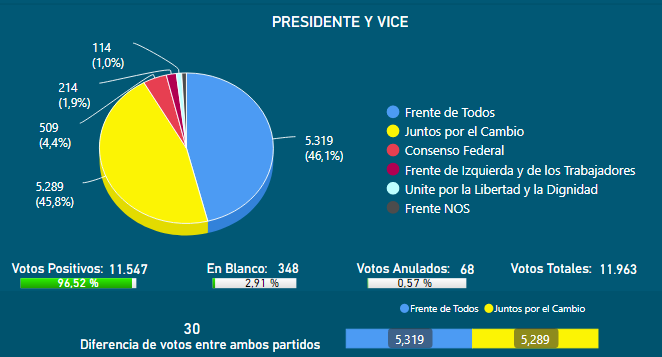 PRESIDENTE Y VICE
114
(1,0%)
214
(1,9%)
509
(4,4%)
5.289
(45,8%)
5.319
(46,1%)
Frente de Todos
Juntos por el Cambio
Consenso Federal
Frente de Izquierda y de los Trabajadores
Unite por la Libertad y la Dignidad
Frente NOS
Votos Positivos: 11.547
96,52 %
En Blanco: 348
2,91 %
Votos Anulados: 68
0,57 %
Votos Totales: 11.963
30
Diferencia de votos entre ambos partidos
Frente de Todos Juntos por el Cambio
5,319 5,289